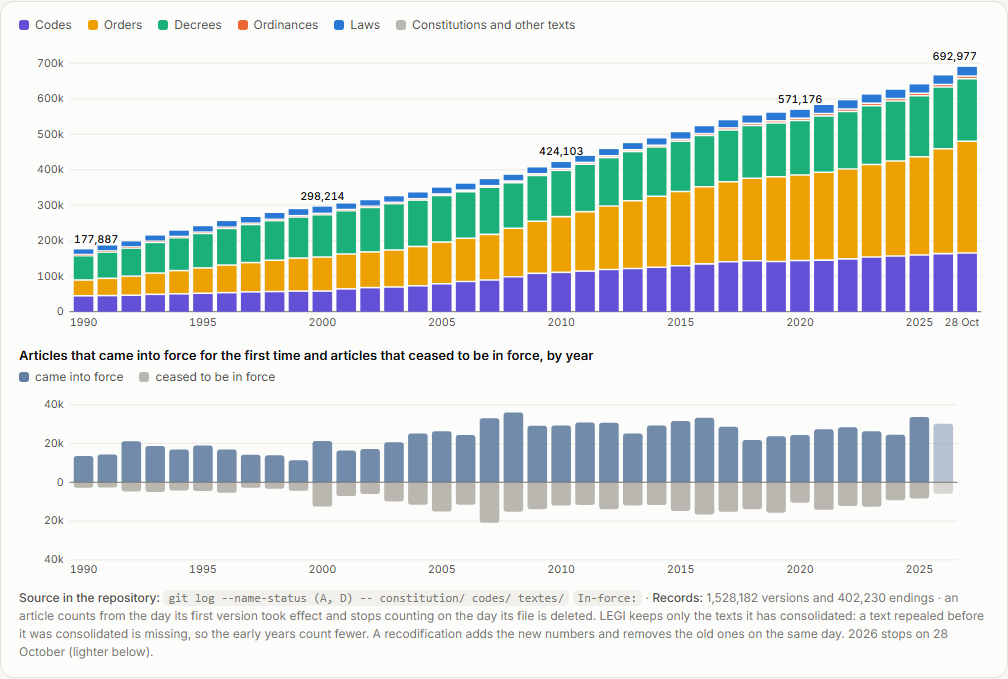 Codes Orders Decrees Ordinances Laws Constitutions and other texts
700k
600k
500k
400k
300k
200k
100k
0
177,887
298,214
424,103
571,176
692,977
1990 1995 2000 2005 2010 2015 2020 2025 28 Oct
Articles that came into force for the first time and articles that ceased to be in force, by year
came into force ceased to be in force
40k
20k
0
20k
40k
1990 1995 2000 2005 2010 2015 2020 2025
Source in the repository: git log --name-status (A, D) -- constitution/ codes/ textes/ In-force: · Records: 1,528,182 versions and 402,230 endings · an
article counts from the day its first version took effect and stops counting on the day its file is deleted. LEGI keeps only the texts it has consolidated: a text repealed before
it was consolidated is missing, so the early years count fewer. A recodification adds the new numbers and removes the old ones on the same day. 2026 stops on 28
October (lighter below).